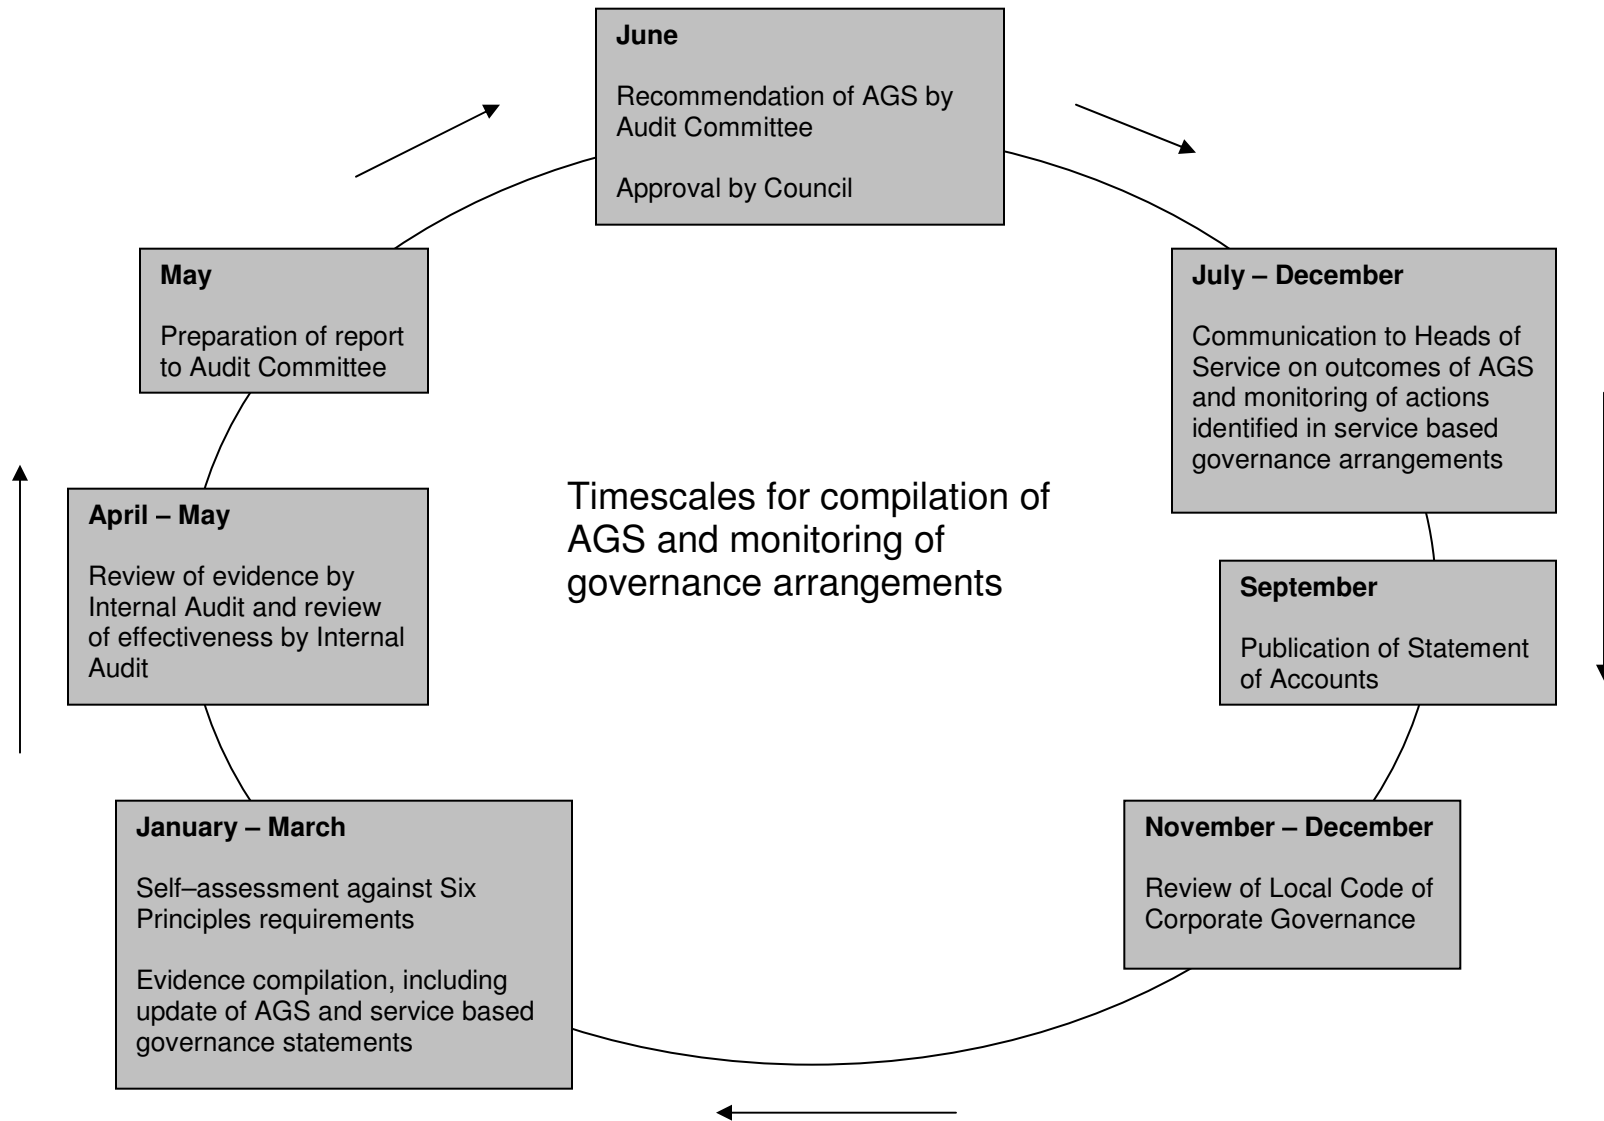 June
Recommendation of AGS by
Audit Committee
Approval by Council
July – December
Communication to Heads of
Service on outcomes of AGS
and monitoring of actions
identified in service based
governance arrangements
September
Publication of Statement
of Accounts
November – December
Review of Local Code of
Corporate Governance
January – March
Self–assessment against Six
Principles requirements
Evidence compilation, including
update of AGS and service based
governance statements
April – May
Review of evidence by
Internal Audit and review
of effectiveness by Internal
Audit
May
Preparation of report
to Audit Committee
Timescales for compilation of
AGS and monitoring of
governance arrangements